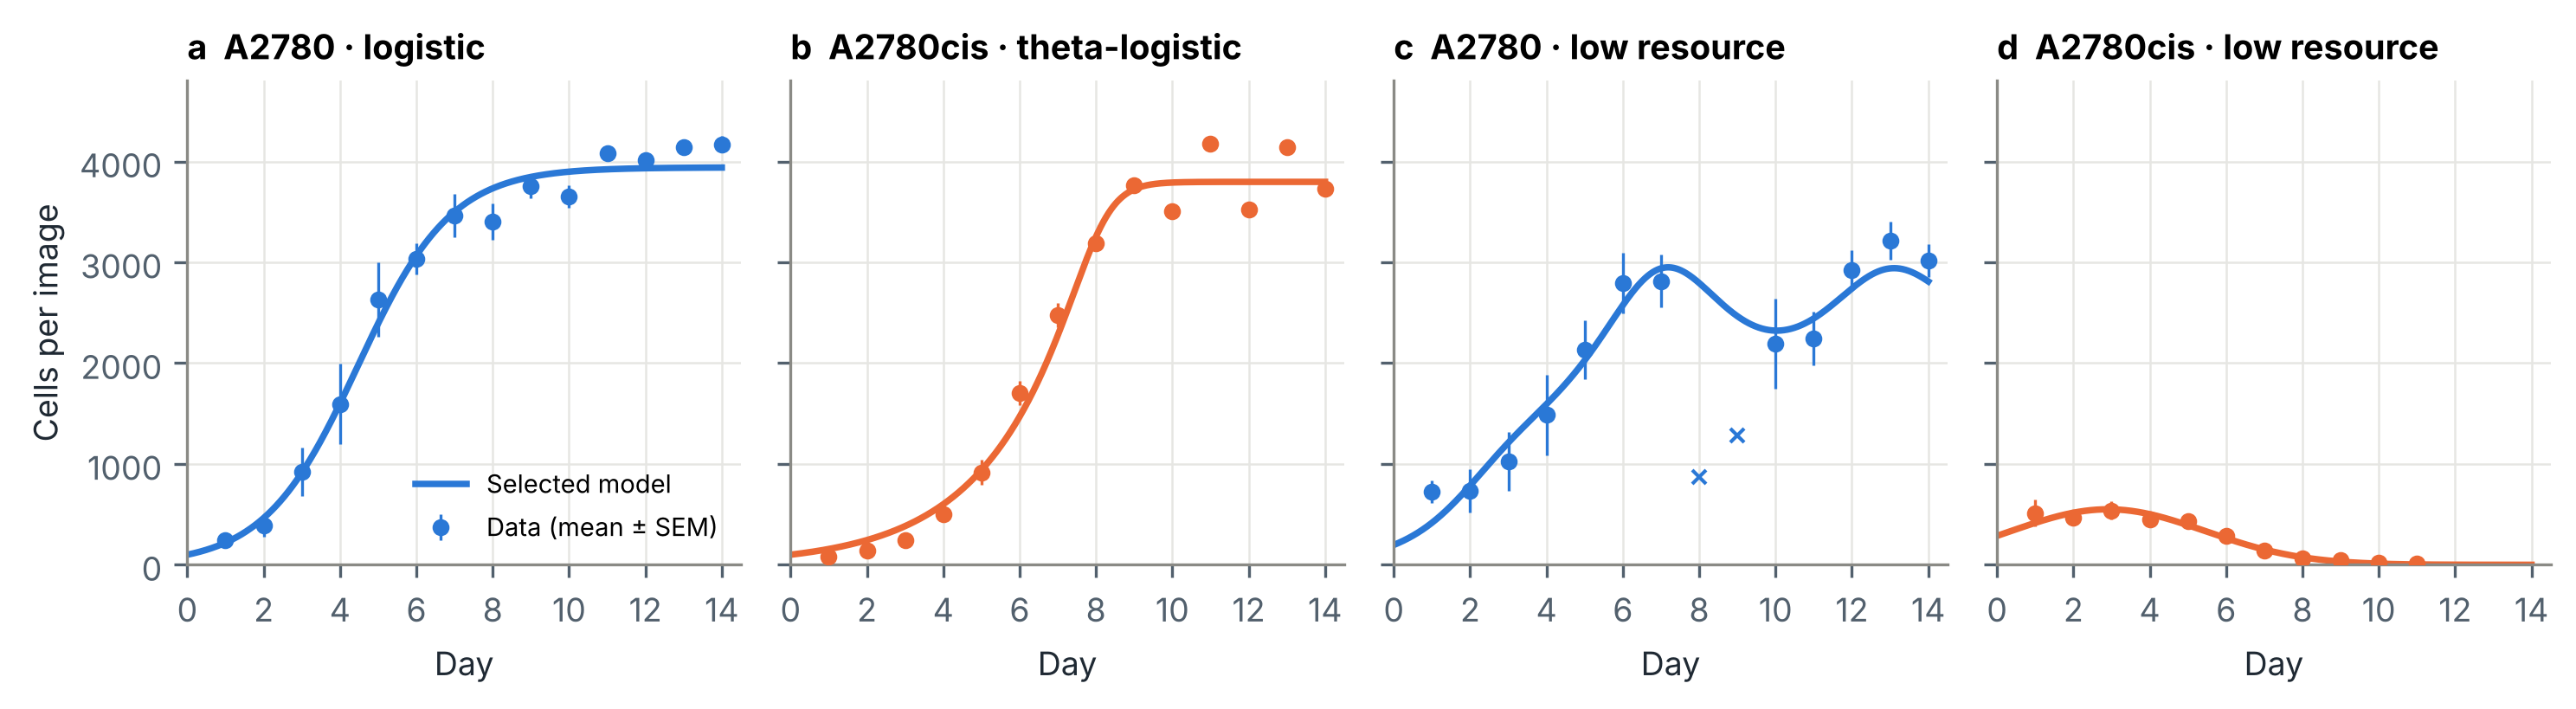 a A2780 · logistic
b A2780cis · theta-logistic
c A2780 · low resource
d A2780cis · low resource
Cells per image
4000
3000
2000
1000
0
Selected model
Data (mean ± SEM)
0 2 4 6 8 10 12 14
0 2 4 6 8 10 12 14
0 2 4 6 8 10 12 14
0 2 4 6 8 10 12 14
Day
Day
Day
Day